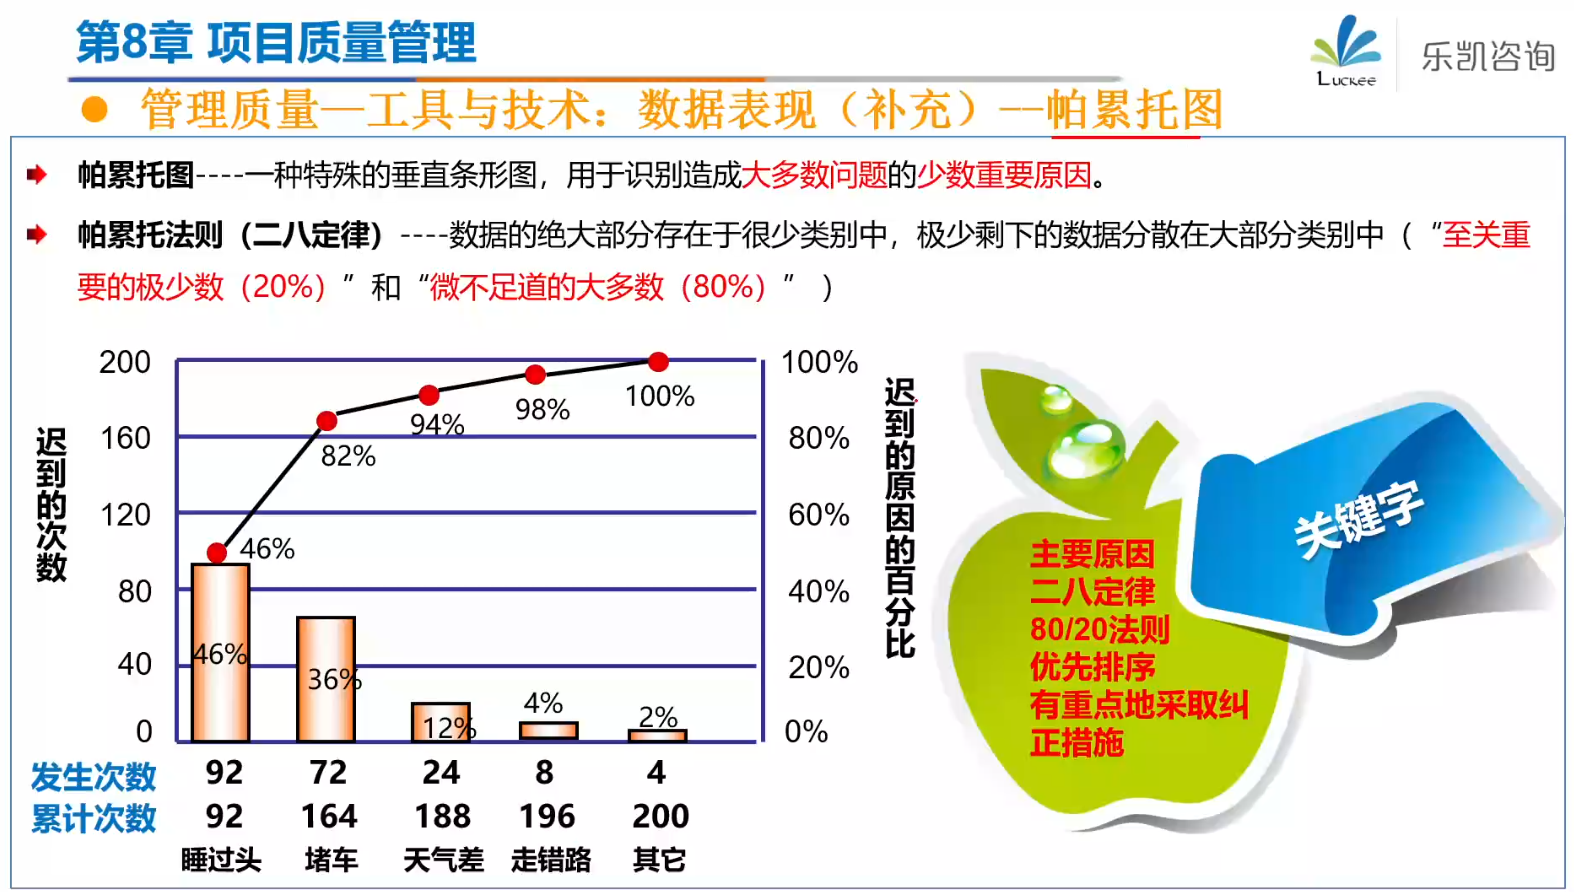 第8章 项目质量管理
Luckee
乐凯咨询
管理质量—工具与技术：数据表现（补充）—帕累托图
帕累托图----一种特殊的垂直条形图，用于识别造成大多数问题的少数重要原因。
帕累托法则（二八定律）----数据的绝大部分存在于很少类别中，极少剩下的数据分散在大部分类别中（“至关重
要的极少数（20%）”和“微不足道的大多数（80%）”）
迟到的次数
200
160
120
80
40
0
46%
82%
94%
98%
100%
46%
36%
12%
4%
2%
100%
80%
60%
40%
20%
0%
迟到的原因的百分比
发生次数 92 72 24 8 4
累计次数 92 164 188 196 200
睡过头 堵车 天气差 走错路 其它
关键字
主要原因
二八定律
80/20法则
优先排序
有重点地采取纠
正措施